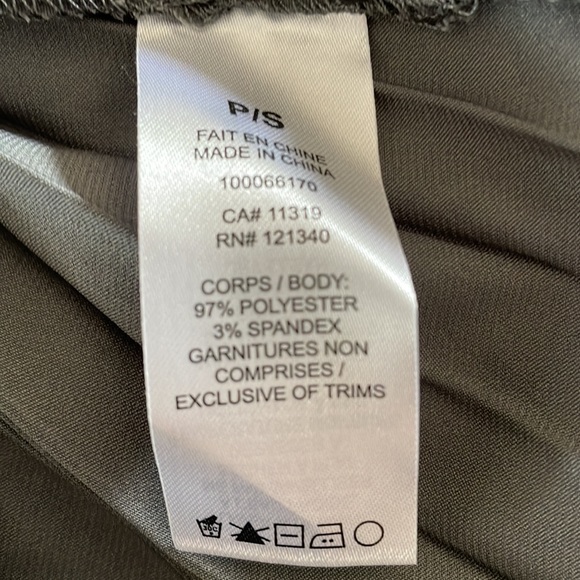 P/S
FAIT EN CHINE
MADE IN CHINA
100066170
CA# 11319
RN# 121340
CORPS / BODY:
97% POLYESTER
3% SPANDEX
GARNITURES NON
COMPRISES /
EXCLUSIVE OF TRIMS
30C